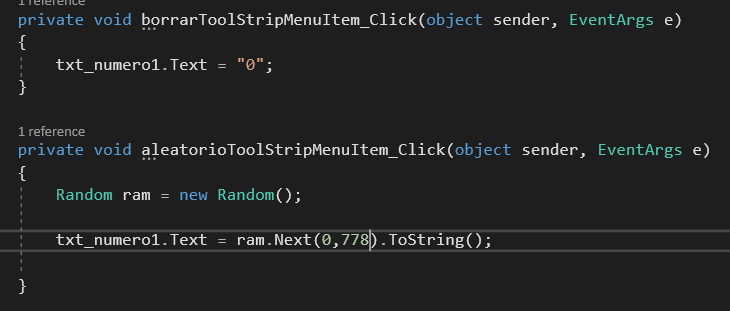 1 reference
private void borrarToolStripMenuItem_Click(object sender, EventArgs e)
{
txt_numero1.Text = "0";
}
1 reference
private void aleatorioToolStripMenuItem_Click(object sender, EventArgs e)
{
Random ram = new Random();
txt_numero1.Text = ram.Next(0,778).ToString();
}